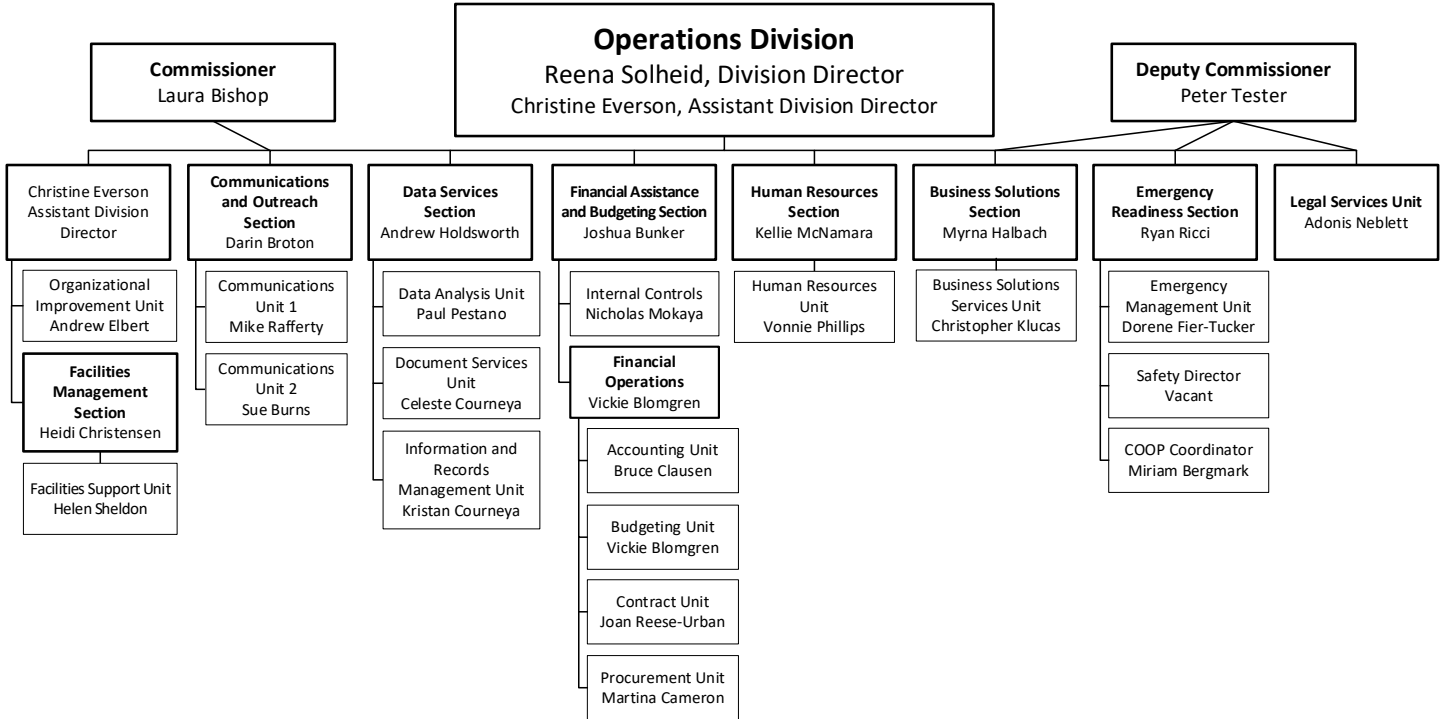 Operations Division
Reena Solheid, Division Director
Christine Everson, Assistant Division Director
Commissioner
Laura Bishop
Deputy Commissioner
Peter Tester
Christine Everson
Assistant Division
Director
Organizational
Improvement Unit
Andrew Elbert
Facilities
Management
Section
Heidi Christensen
Facilities Support Unit
Helen Sheldon
Communications
and Outreach
Section
Darin Broton
Communications
Unit 1
Mike Rafferty
Communications
Unit 2
Sue Burns
Data Services
Section
Andrew Holdsworth
Data Analysis Unit
Paul Pestano
Document Services
Unit
Celeste Courneya
Information and
Records
Management Unit
Kristan Courneya
Financial Assistance
and Budgeting Section
Joshua Bunker
Internal Controls
Nicholas Mokaya
Financial
Operations
Vickie Blomgren
Accounting Unit
Bruce Clausen
Budgeting Unit
Vickie Blomgren
Contract Unit
Joan Reese-Urban
Procurement Unit
Martina Cameron
Human Resources
Section
Kellie McNamara
Human Resources
Unit
Vonnie Phillips
Business Solutions
Section
Myrna Halbach
Business Solutions
Services Unit
Christopher Klucas
Emergency
Readiness Section
Ryan Ricci
Emergency
Management Unit
Dorene Fier-Tucker
Safety Director
Vacant
COOP Coordinator
Miriam Bergmark
Legal Services Unit
Adonis Neblett